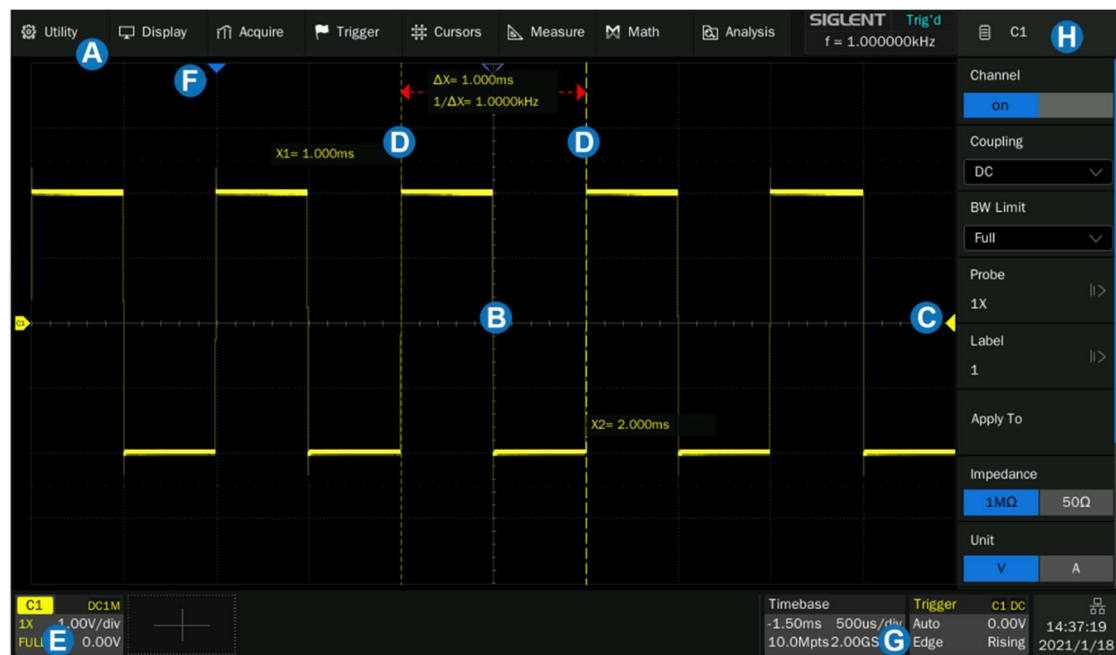 Utility
Display
Acquire
Trigger
Cursors
Measure
Math
Analysis
SIGLENT Trig'd
f = 1.000000kHz
C1
H
A
F
ΔX= 1.000ms
1/ΔX= 1.0000kHz
D
D
X1= 1.000ms
B
C
C1
X2= 2.000ms
Channel
on
Coupling
DC
BW Limit
Full
Probe
1X
Label
1
Apply To
Impedance
1MΩ 50Ω
Unit
V A
C1 DC1M
1X 1.00V/div
FULL 0.00V
E
Timebase
-1.50ms 500us/div
10.0Mpts 2.00GS
G
Trigger C1 DC
Auto 0.00V
Edge Rising
14:37:19
2021/1/18